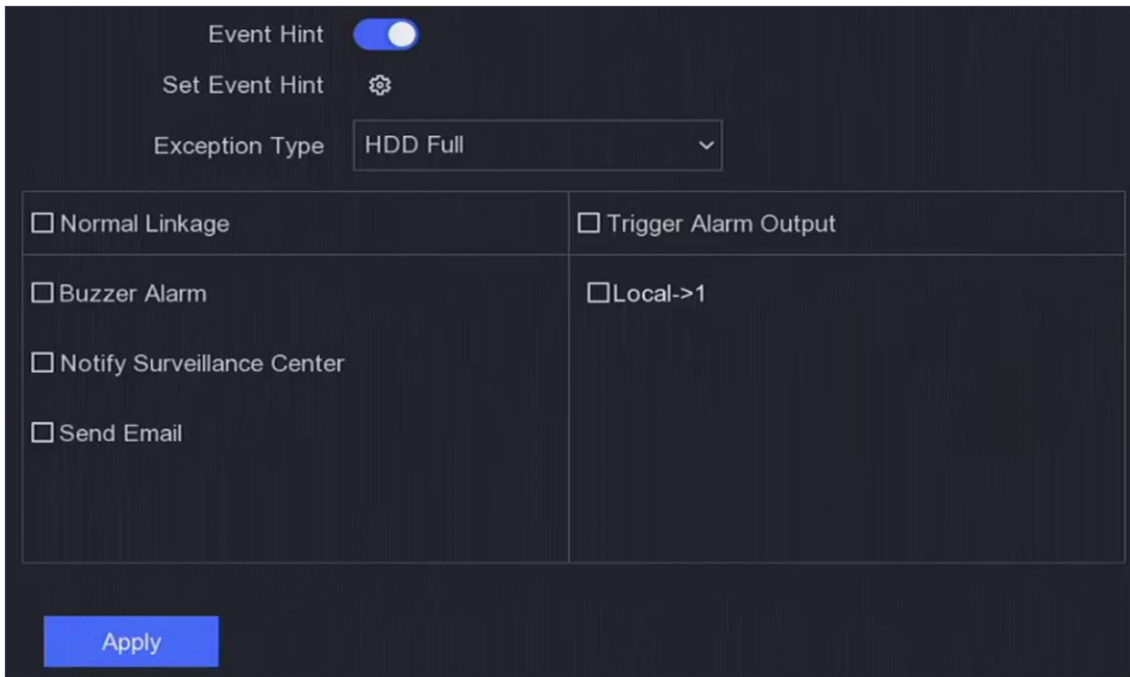 Event Hint
Set Event Hint
Exception Type HDD Full
Normal Linkage Trigger Alarm Output
Buzzer Alarm Local->1
Notify Surveillance Center
Send Email
Apply